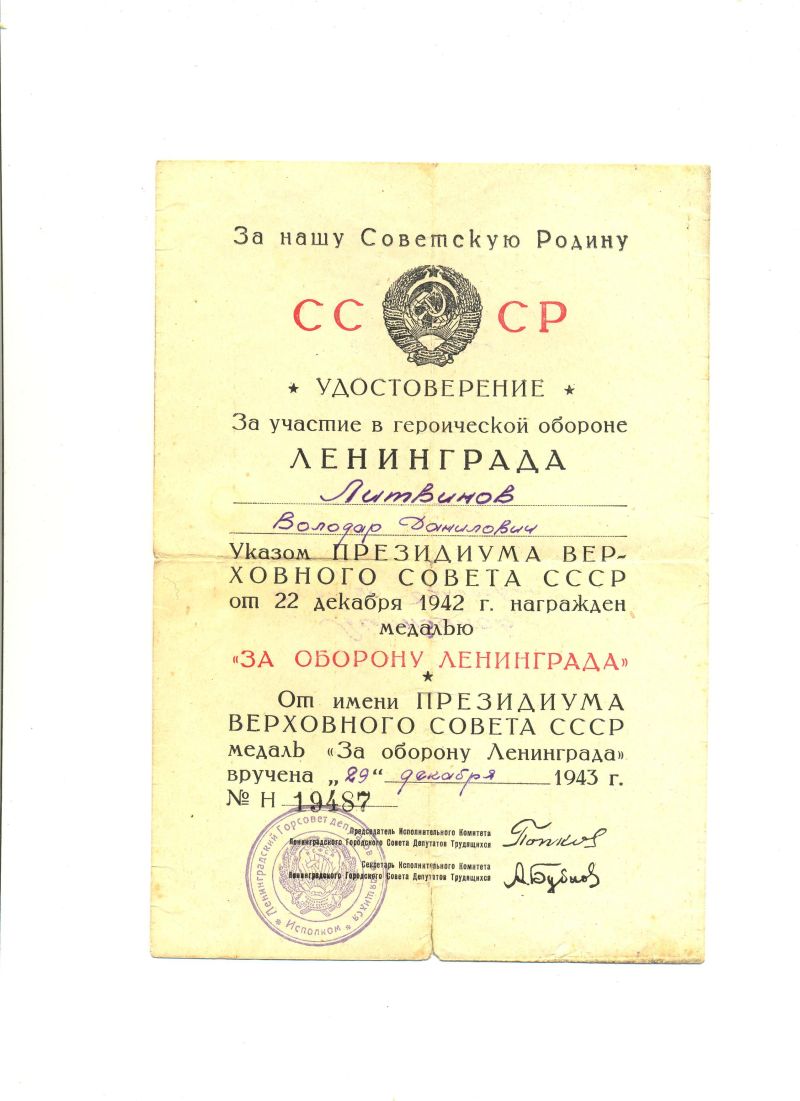 За нашу Советскую Родину
СС СР
★ УДОСТОВЕРЕНИЕ ★
За участие в героической обороне
ЛЕНИНГРАДА
Литвинов
Володар Данилович
Указом ПРЕЗИДИУМА ВЕР-
ХОВНОГО СОВЕТА СССР
от 22 декабря 1942 г. награжден
медалью
«ЗА ОБОРОНУ ЛЕНИНГРАДА»
★
От имени ПРЕЗИДИУМА
ВЕРХОВНОГО СОВЕТА СССР
медаль «За оборону Ленинграда»
вручена „29“ декабря 1943 г.
№ Н 19487
Председатель Исполнительного Комитета
Ленинградского Городского Совета Депутатов Трудящихся
Попков
Секретарь Исполнительного Комитета
Ленинградского Городского Совета Депутатов Трудящихся
А.Бубнов
Ленинградский Горсовет депутатов трудящихся
★ Исполком ★